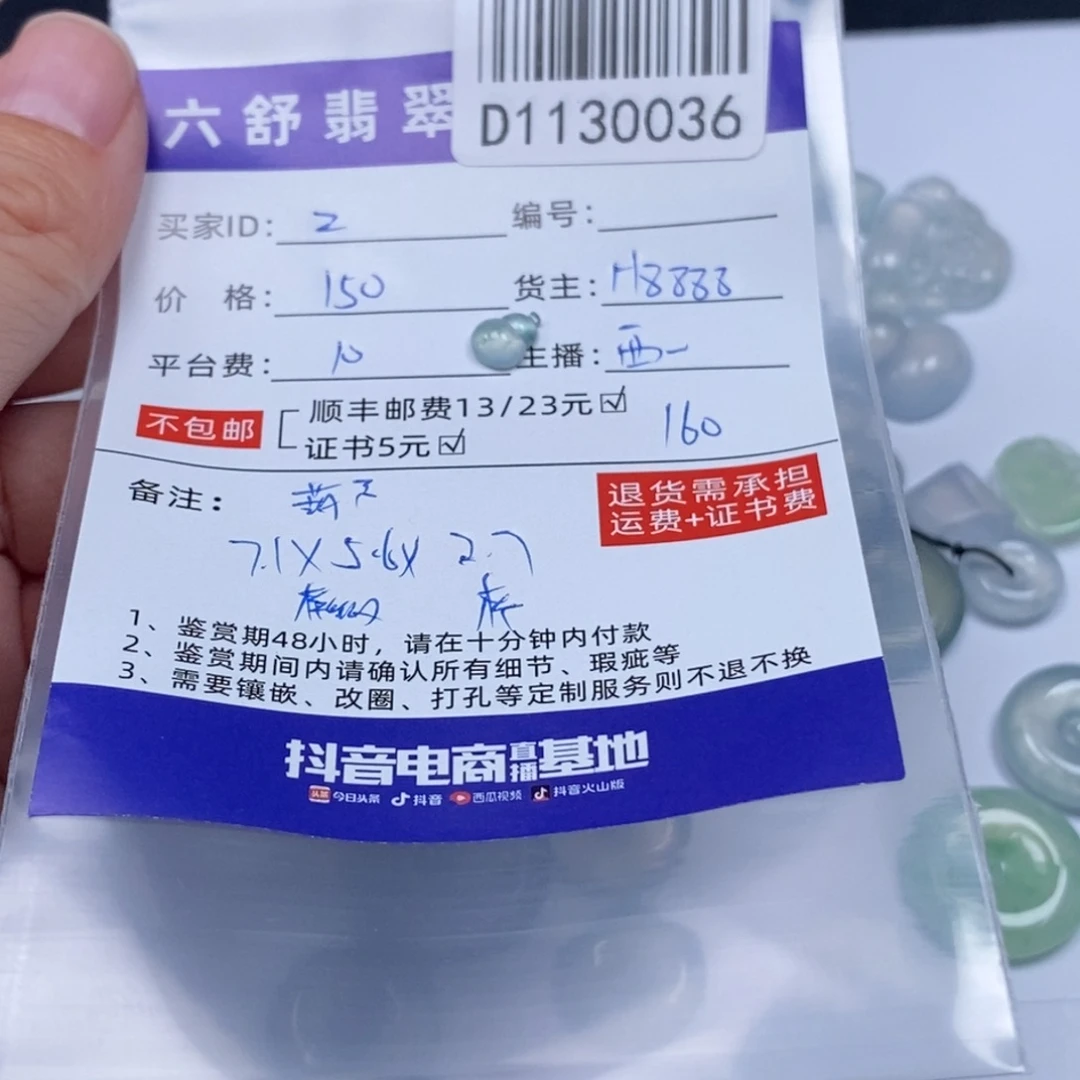 六舒翡翠
D1130036
买家ID： 2 编号：
价 格： 150 货主： H8888
平台费： 10 主播： 西一
不包邮 顺丰邮费13/23元☑ 160
证书5元☑
备注： 葫芦 退货需承担
运费+证书费
7.1X5.6X2.7
1、鉴赏期48小时，请在十分钟内付款
2、鉴赏期间内请确认所有细节、瑕疵等
3、需要镶嵌、改圈、打孔等定制服务则不退不换
抖音电商直播基地
头条 今日头条 抖音 西瓜视频 抖音火山版